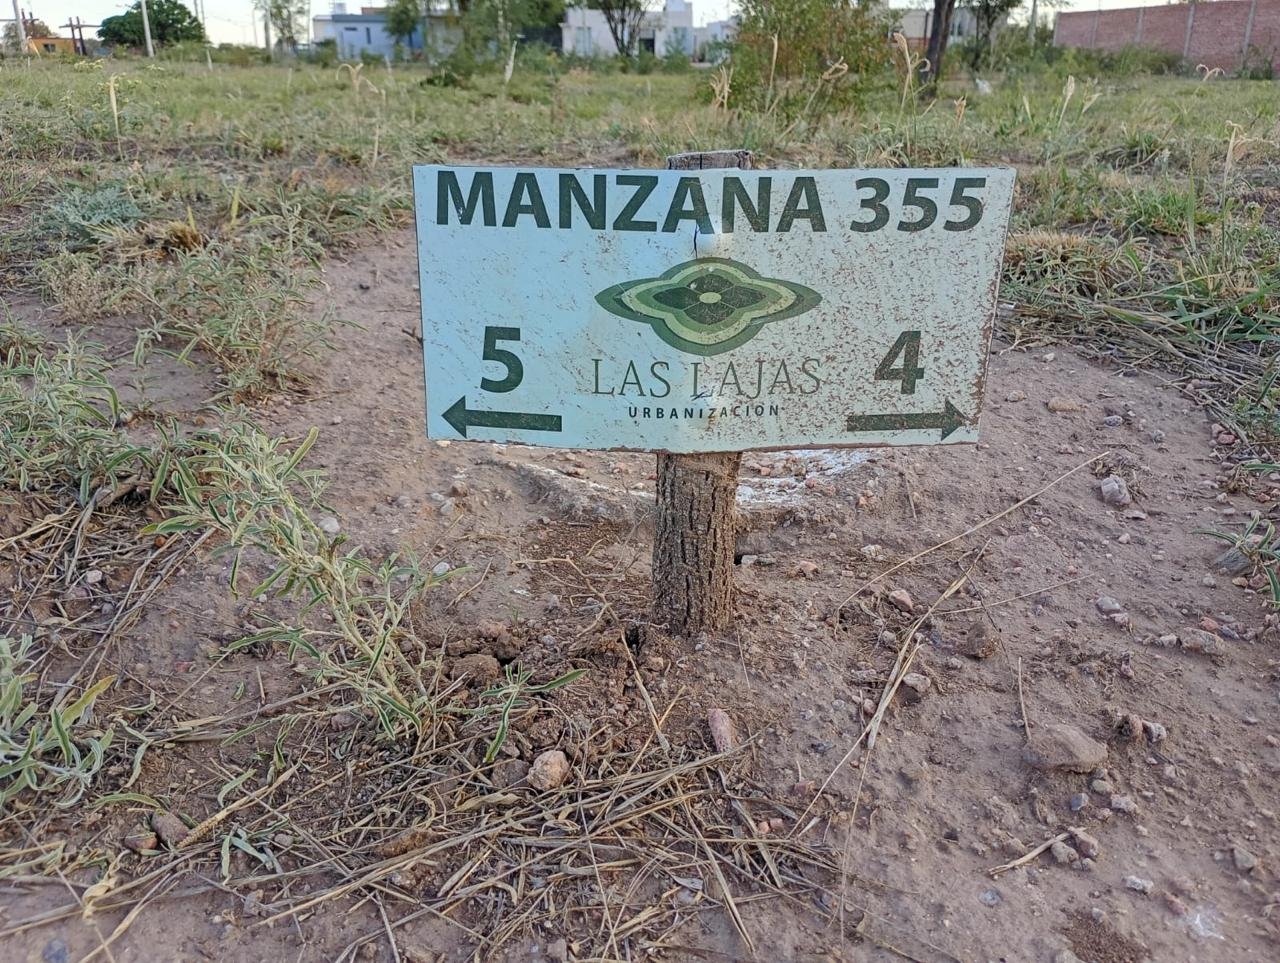 MANZANA 355
5
4
LAS LAJAS
URBANIZACION